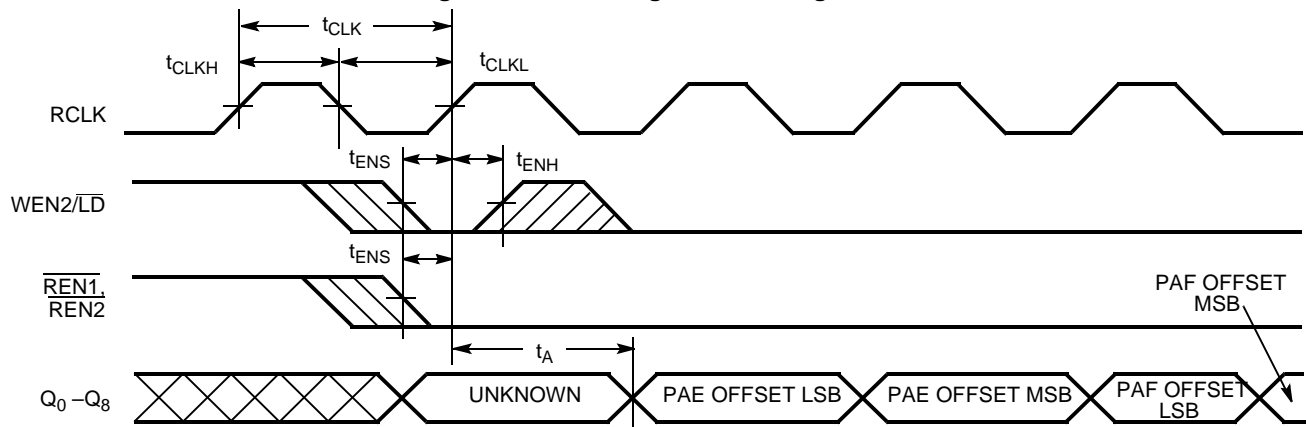 tCLK
tCLKH
tCLKL
RCLK
tENS
tENH
WEN2/LD
tENS
REN1,
REN2
PAF OFFSET
MSB
tA
Q0 –Q8
UNKNOWN
PAE OFFSET LSB
PAE OFFSET MSB
PAF OFFSET
LSB